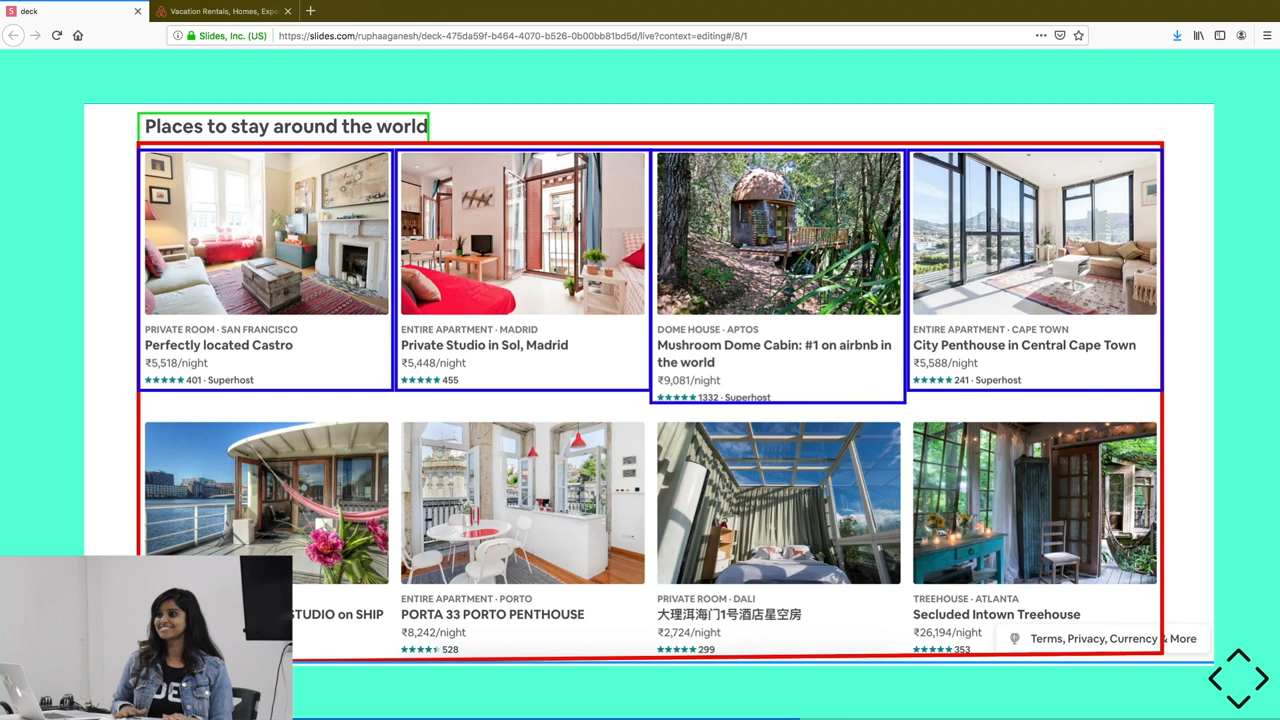 deck
Vacation Rentals, Homes, Expe
Slides, Inc. (US)
https://slides.com/ruphaaganesh/deck-475da59f-b464-4070-b526-0b00bb81bd5d/live?context=editing#/8/1
Places to stay around the world
PRIVATE ROOM · SAN FRANCISCO
Perfectly located Castro
₹5,518/night
401 · Superhost
ENTIRE APARTMENT · MADRID
Private Studio in Sol, Madrid
₹5,448/night
455
DOME HOUSE · APTOS
Mushroom Dome Cabin: #1 on airbnb in
the world
₹9,081/night
1332 · Superhost
ENTIRE APARTMENT · CAPE TOWN
City Penthouse in Central Cape Town
₹5,588/night
241 · Superhost
STUDIO on SHIP
ENTIRE APARTMENT · PORTO
PORTA 33 PORTO PENTHOUSE
₹8,242/night
528
PRIVATE ROOM · DALI
大理洱海门1号酒店星空房
₹2,724/night
299
TREEHOUSE · ATLANTA
Secluded Intown Treehouse
₹26,194/night
353
Terms, Privacy, Currency & More